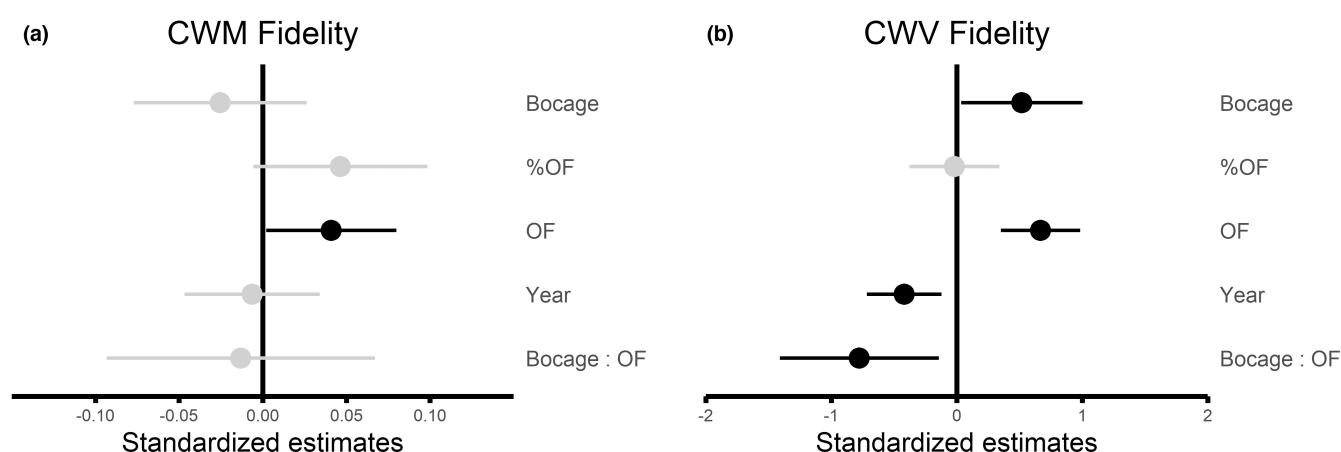 (a)
CWM Fidelity
Bocage
%OF
OF
Year
Bocage : OF
-0.10 -0.05 0.00 0.05 0.10
Standardized estimates
(b)
CWV Fidelity
Bocage
%OF
OF
Year
Bocage : OF
-2 -1 0 1 2
Standardized estimates